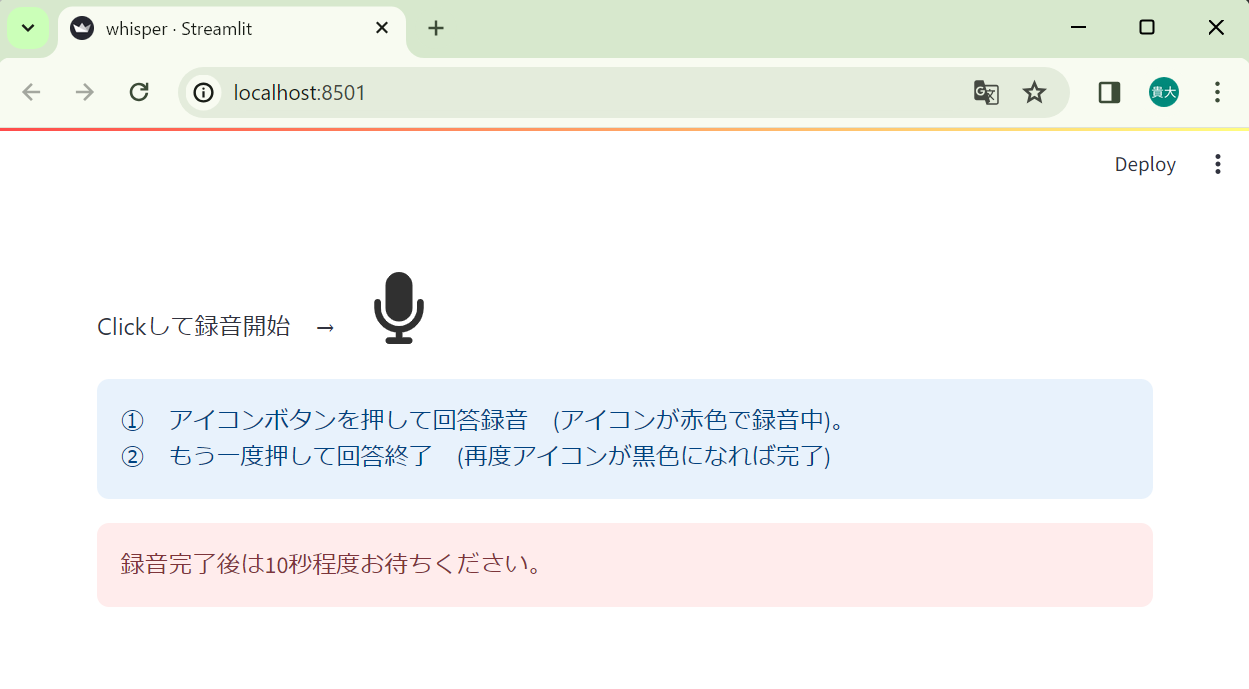 whisper · Streamlit
localhost:8501
貴大
Deploy
Clickして録音開始　→
①　アイコンボタンを押して回答録音　(アイコンが赤色で録音中)。
②　もう一度押して回答終了　(再度アイコンが黒色になれば完了)
録音完了後は10秒程度お待ちください。